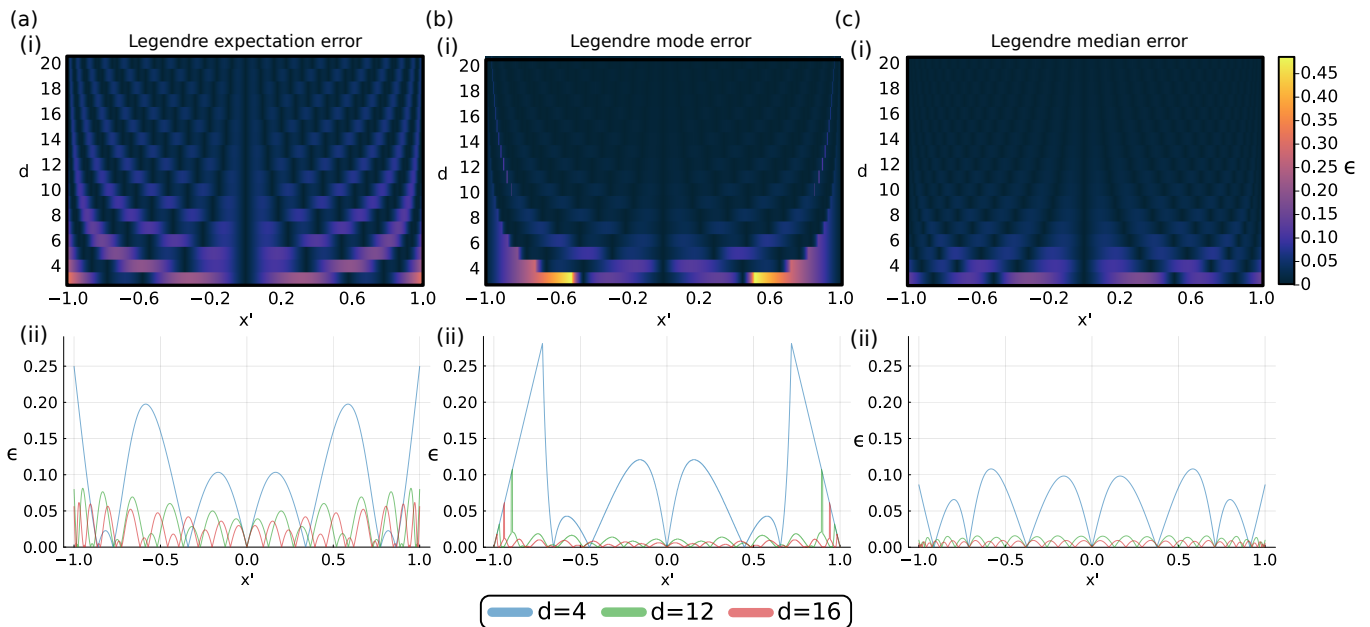 (a)
(i)
Legendre expectation error
20
18
16
14
12
10
8
6
4
d
−1.0 −0.6 −0.2 0.2 0.6 1.0
x'
(b)
(i)
Legendre mode error
20
18
16
14
12
10
8
6
4
d
−1.0 −0.6 −0.2 0.2 0.6 1.0
x'
(c)
(i)
Legendre median error
20
18
16
14
12
10
8
6
4
d
−1.0 −0.6 −0.2 0.2 0.6 1.0
x'
0.45
0.40
0.35
0.30
0.25
0.20
0.15
0.10
0.05
0
ϵ
(ii)
0.25
0.20
0.15
0.10
0.05
0.00
ϵ
−1.0 −0.5 0.0 0.5 1.0
x'
(ii)
0.25
0.20
0.15
0.10
0.05
0.00
ϵ
−1.0 −0.5 0.0 0.5 1.0
x'
(ii)
0.25
0.20
0.15
0.10
0.05
0.00
ϵ
−1.0 −0.5 0.0 0.5 1.0
x'
d=4 d=12 d=16